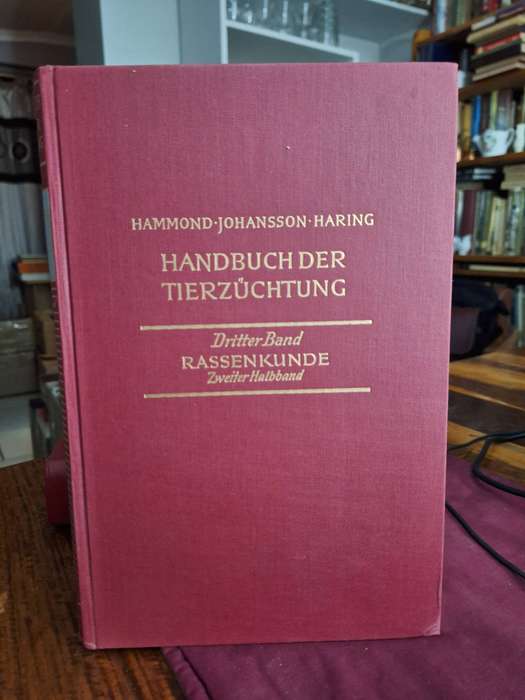 HAMMOND · JOHANSSON · HARING
HANDBUCH DER
TIERZÜCHTUNG
Dritter Band
RASSENKUNDE
Zweiter Halbband